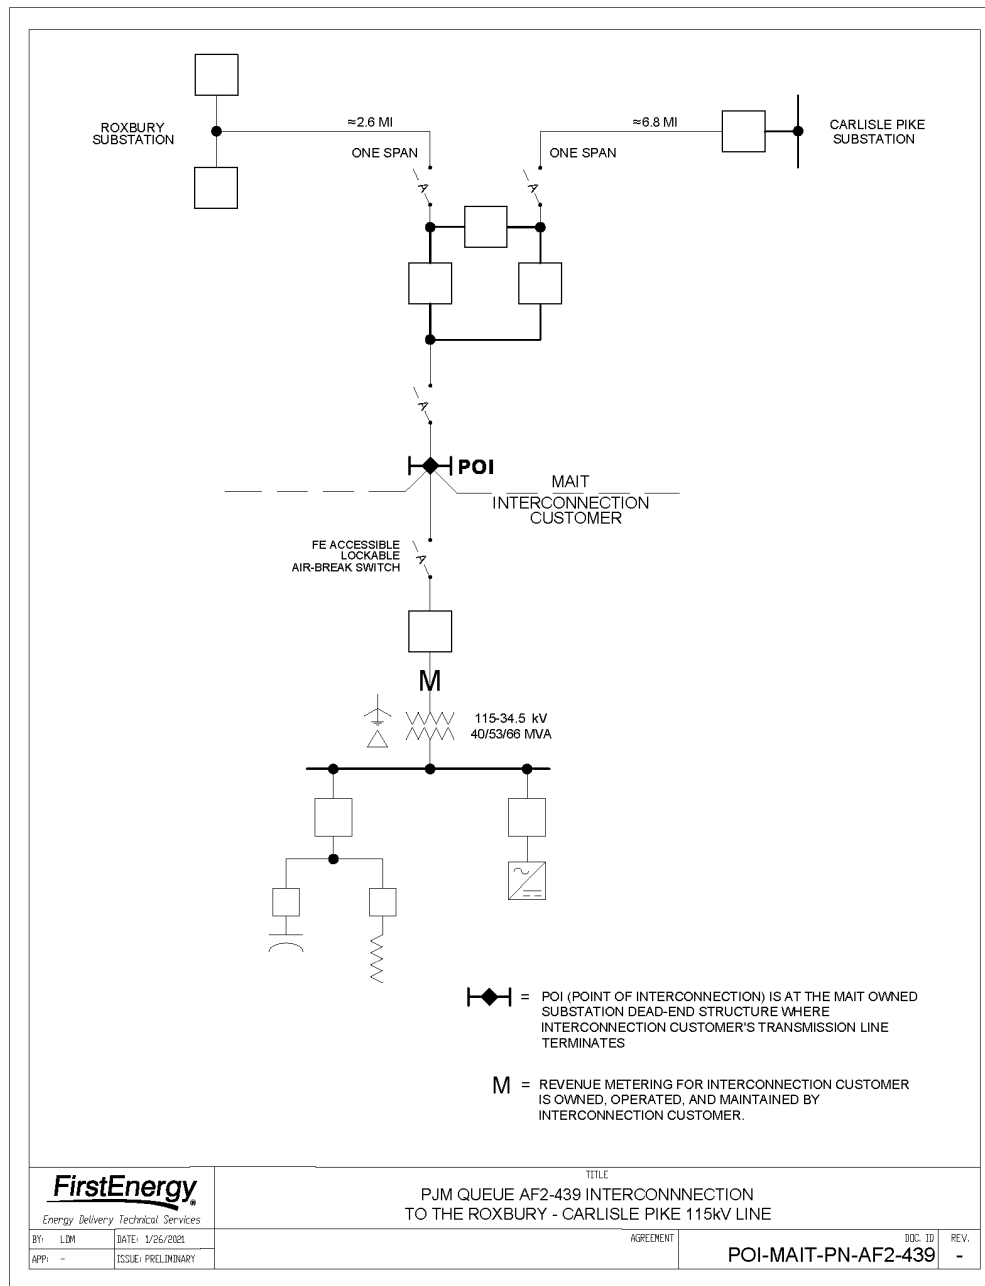 ROXBURY
SUBSTATION
≈2.6 MI
ONE SPAN
≈6.8 MI
ONE SPAN
CARLISLE PIKE
SUBSTATION
A
A
A
POI
MAIT
INTERCONNECTION
CUSTOMER
FE ACCESSIBLE
LOCKABLE
AIR-BREAK SWITCH
A
M
115-34.5 kV
40/53/66 MVA
= POI (POINT OF INTERCONNECTION) IS AT THE MAIT OWNED
SUBSTATION DEAD-END STRUCTURE WHERE
INTERCONNECTION CUSTOMER'S TRANSMISSION LINE
TERMINATES
M = REVENUE METERING FOR INTERCONNECTION CUSTOMER
IS OWNED, OPERATED, AND MAINTAINED BY
INTERCONNECTION CUSTOMER.
FirstEnergy®
Energy Delivery Technical Services
TITLE
PJM QUEUE AF2-439 INTERCONNNECTION
TO THE ROXBURY - CARLISLE PIKE 115kV LINE
BY: LDM
DATE: 1/26/2021
APP: -
ISSUE: PRELIMINARY
AGREEMENT
DOC. ID
POI-MAIT-PN-AF2-439
REV.
-